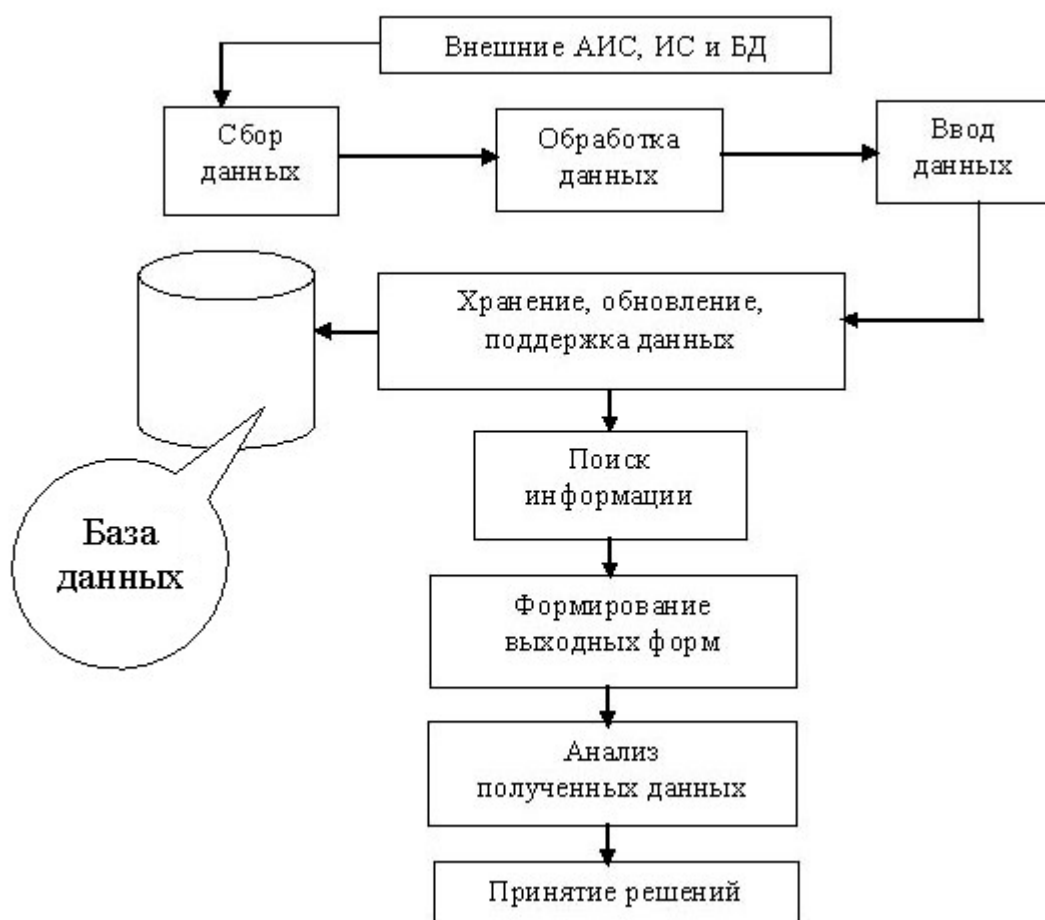 Внешние АИС, ИС и БД
Сбор
данных
Обработка
данных
Ввод
данных
Хранение, обновление,
поддержка данных
Поиск
информации
База
данных
Формирование
выходных форм
Анализ
полученных данных
Принятие решений